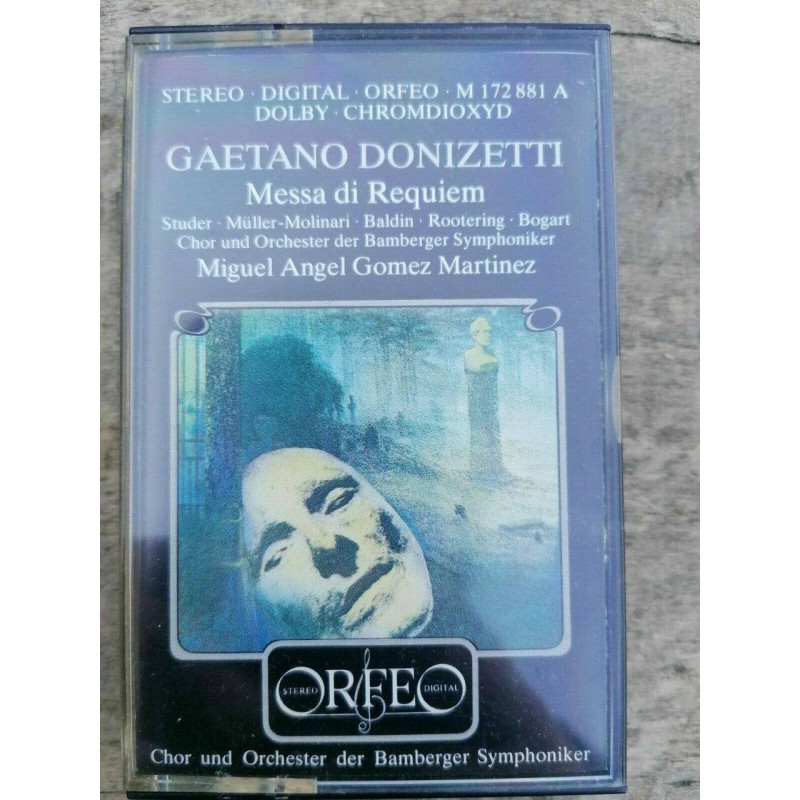 STEREO · DIGITAL · ORFEO · M 172 881 A
DOLBY · CHROMDIOXYD
GAETANO DONIZETTI
Messa di Requiem
Studer · Müller-Molinari · Baldin · Rootering · Bogart
Chor und Orchester der Bamberger Symphoniker
Miguel Angel Gomez Martinez
STEREO ORFEO DIGITAL
Chor und Orchester der Bamberger Symphoniker